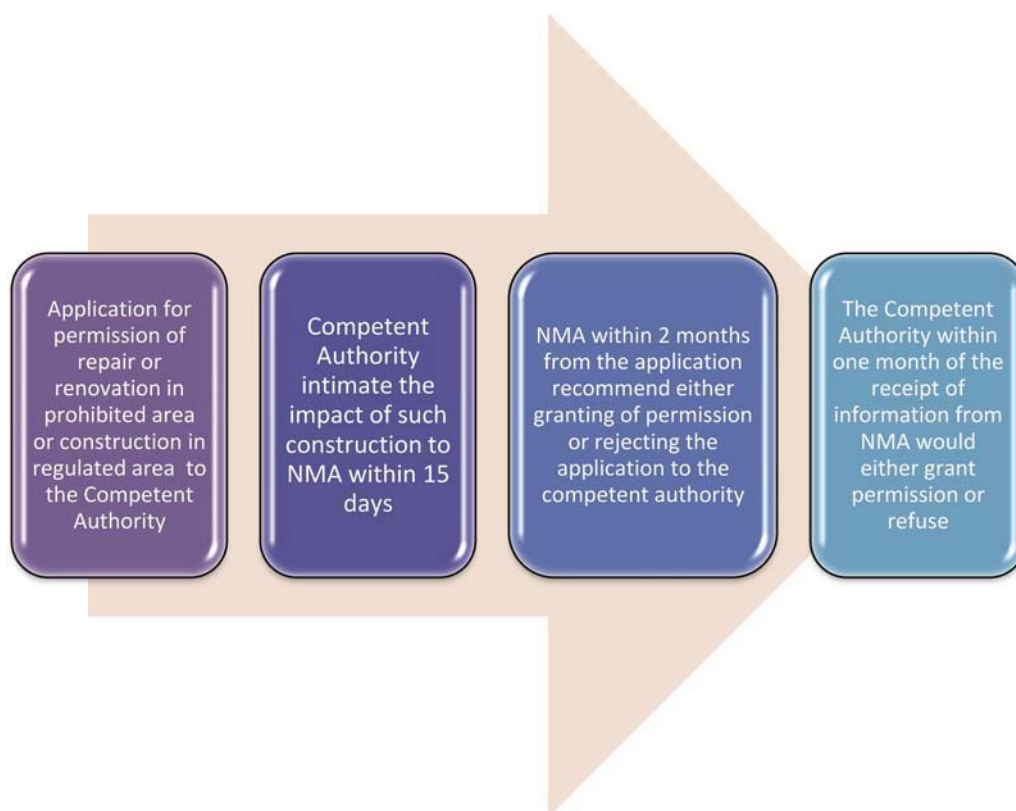 Application for
permission of
repair or
renovation in
prohibited area
or construction in
regulated area to
the Competent
Authority
Competent
Authority
intimate the
impact of such
construction to
NMA within 15
days
NMA within 2 months
from the application
recommend either
granting of permission
or rejecting the
application to the
competent authority
The Competent
Authority within
one month of the
receipt of
information from
NMA would
either grant
permission or
refuse